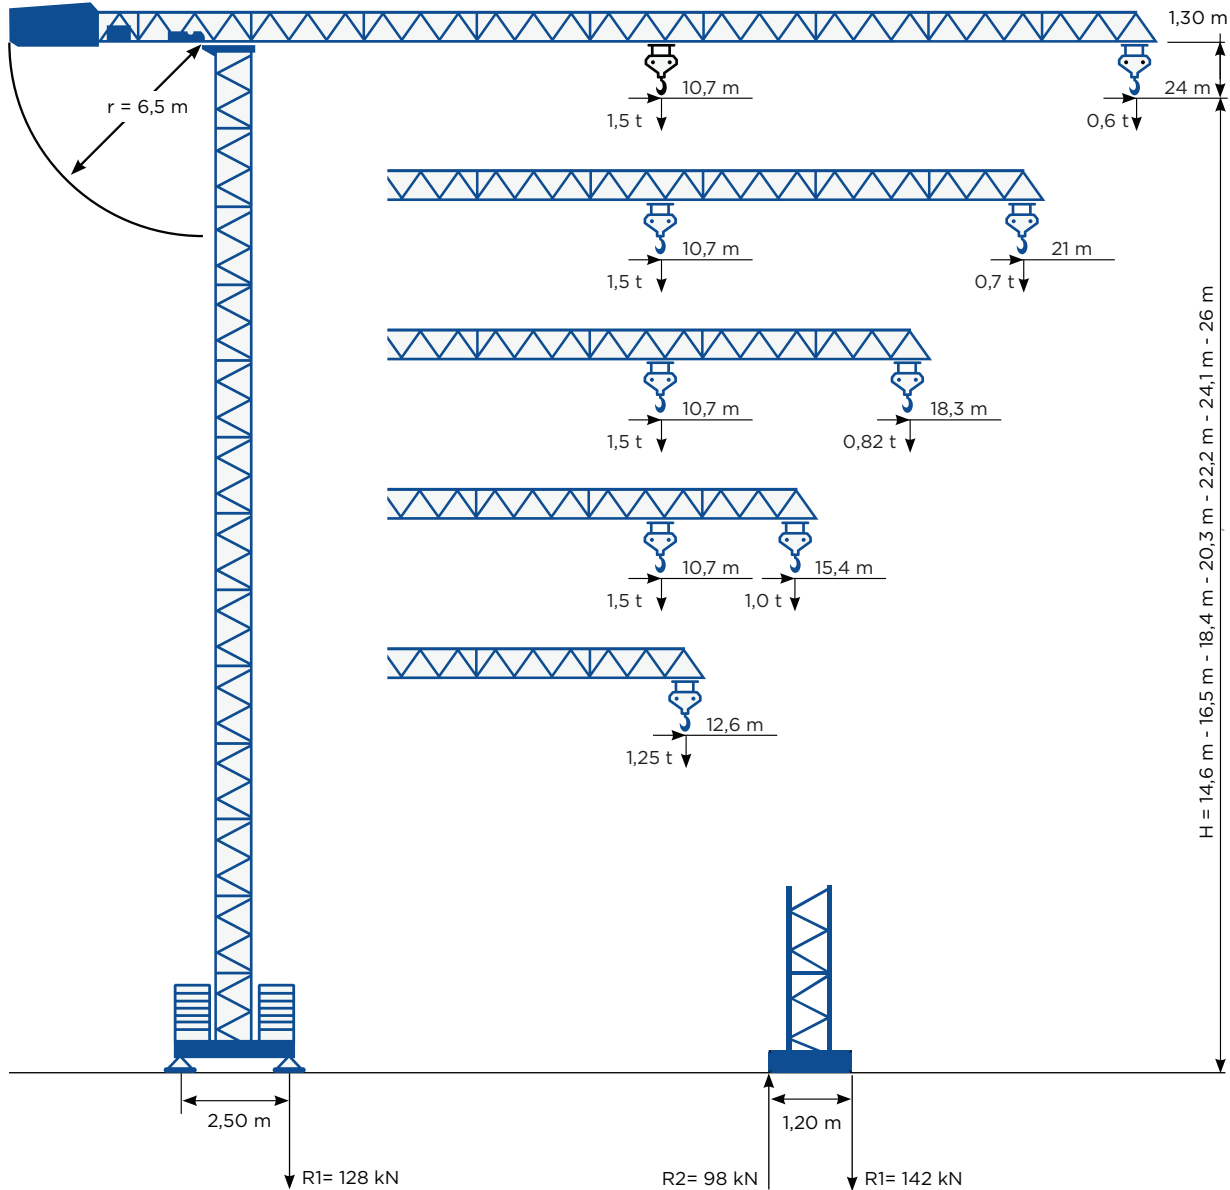 1,30 m
r = 6,5 m
10,7 m
24 m
1,5 t
0,6 t
10,7 m
21 m
1,5 t
0,7 t
10,7 m
18,3 m
1,5 t
0,82 t
10,7 m
15,4 m
1,5 t
1,0 t
12,6 m
1,25 t
H = 14,6 m - 16,5 m - 18,4 m - 20,3 m - 22,2 m - 24,1 m - 26 m
2,50 m
1,20 m
R1= 128 kN
R2= 98 kN
R1= 142 kN